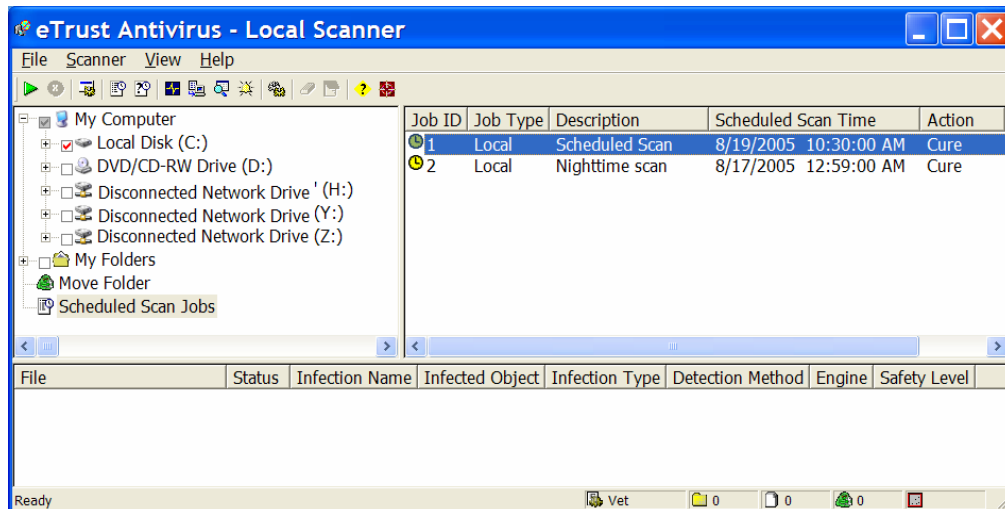 eTrust Antivirus - Local Scanner
File Scanner View Help
My Computer
Local Disk (C:)
DVD/CD-RW Drive (D:)
Disconnected Network Drive ' (H:)
Disconnected Network Drive (Y:)
Disconnected Network Drive (Z:)
My Folders
Move Folder
Scheduled Scan Jobs
Job ID Job Type Description Scheduled Scan Time Action
1 Local Scheduled Scan 8/19/2005 10:30:00 AM Cure
2 Local Nighttime scan 8/17/2005 12:59:00 AM Cure
File Status Infection Name Infected Object Infection Type Detection Method Engine Safety Level
Ready Vet 0 0 0